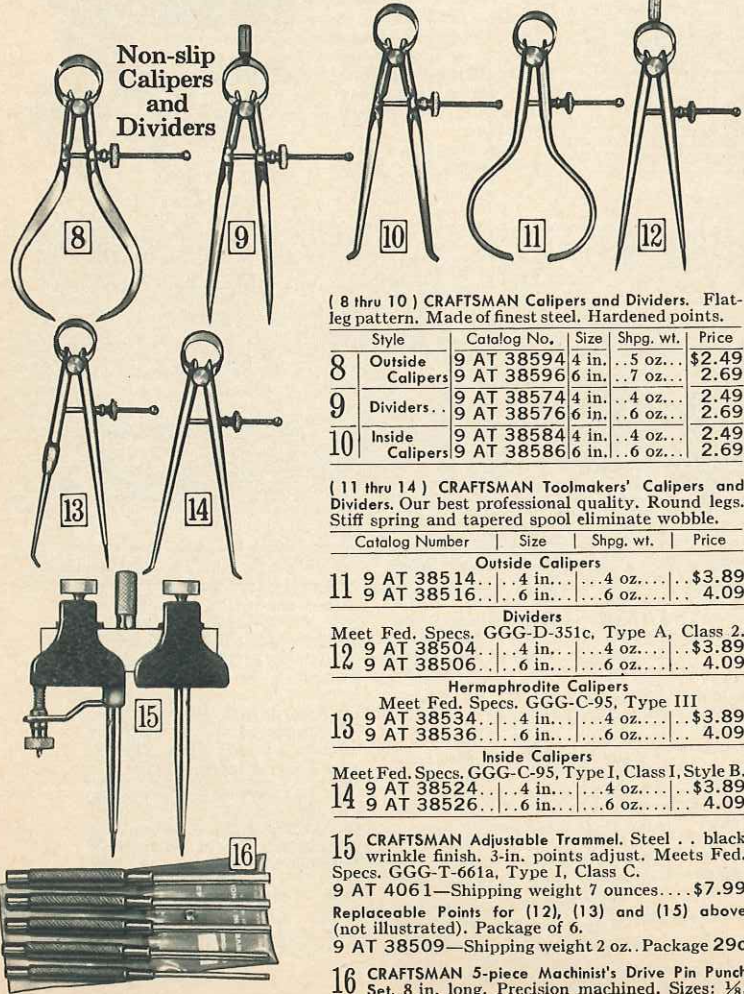 Non-slip
Calipers
and
Dividers
8
9
10
11
12
13
14
15
16
( 8 thru 10 ) CRAFTSMAN Calipers and Dividers. Flat-
leg pattern. Made of finest steel. Hardened points.
Style | Catalog No. | Size | Shpg. wt. | Price
8 Outside 9 AT 38594 4 in. ..5 oz... $2.49
Calipers 9 AT 38596 6 in. ..7 oz... 2.69
9 Dividers.. 9 AT 38574 4 in. ..4 oz... 2.49
9 AT 38576 6 in. ..6 oz... 2.69
10 Inside 9 AT 38584 4 in. ..4 oz... 2.49
Calipers 9 AT 38586 6 in. ..6 oz... 2.69
( 11 thru 14 ) CRAFTSMAN Toolmakers' Calipers and
Dividers. Our best professional quality. Round legs.
Stiff spring and tapered spool eliminate wobble.
Catalog Number | Size | Shpg. wt. | Price
Outside Calipers
11 9 AT 38514..|..4 in...|...4 oz....|..$3.89
9 AT 38516..|..6 in...|...6 oz....|.. 4.09
Dividers
Meet Fed. Specs. GGG-D-351c, Type A, Class 2.
12 9 AT 38504..|..4 in...|...4 oz....|..$3.89
9 AT 38506..|..6 in...|...6 oz....|.. 4.09
Hermaphrodite Calipers
Meet Fed. Specs. GGG-C-95, Type III
13 9 AT 38534..|..4 in...|...4 oz....|..$3.89
9 AT 38536..|..6 in...|...6 oz....|.. 4.09
Inside Calipers
Meet Fed. Specs. GGG-C-95, Type I, Class I, Style B.
14 9 AT 38524..|..4 in...|...4 oz....|..$3.89
9 AT 38526..|..6 in...|...6 oz....|.. 4.09
15 CRAFTSMAN Adjustable Trammel. Steel . . black
wrinkle finish. 3-in. points adjust. Meets Fed.
Specs. GGG-T-661a, Type I, Class C.
9 AT 4061—Shipping weight 7 ounces....$7.99
Replaceable Points for (12), (13) and (15) above
(not illustrated). Package of 6.
9 AT 38509—Shipping weight 2 oz..Package 29c
16 CRAFTSMAN 5-piece Machinist's Drive Pin Punch
Set. 8 in. long. Precision machined. Sizes: ⅛,